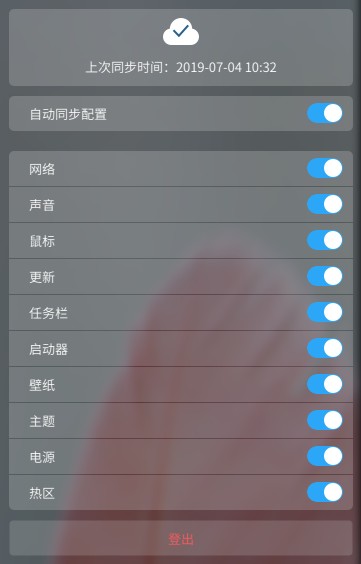 上次同步时间：2019-07-04 10:32
自动同步配置
网络
声音
鼠标
更新
任务栏
启动器
壁纸
主题
电源
热区
登出